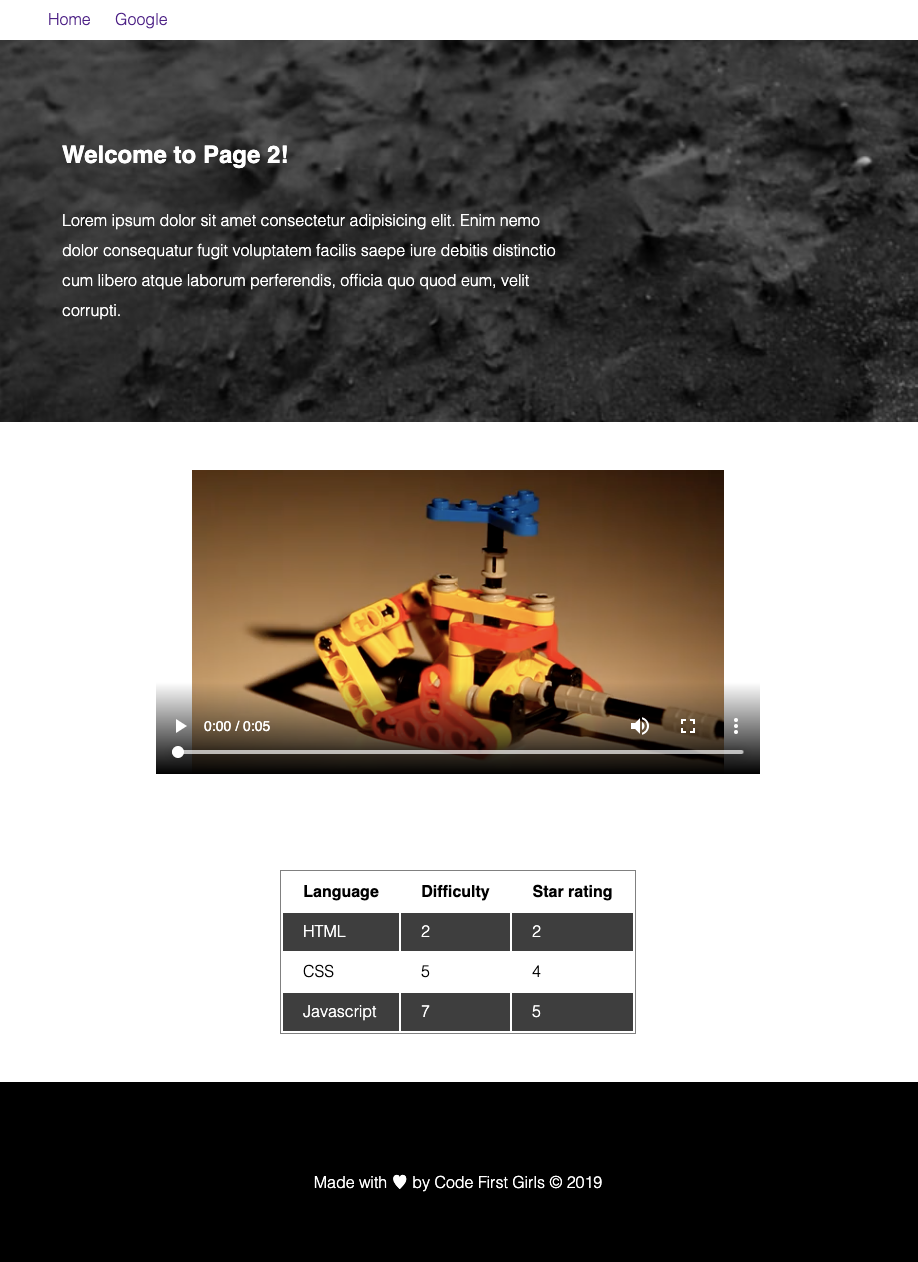 Home Google
Welcome to Page 2!
Lorem ipsum dolor sit amet consectetur adipisicing elit. Enim nemo
dolor consequatur fugit voluptatem facilis saepe iure debitis distinctio
cum libero atque laborum perferendis, officia quo quod eum, velit
corrupti.
0:00 / 0:05
Language Difficulty Star rating
HTML 2 2
CSS 5 4
Javascript 7 5
Made with ♥ by Code First Girls © 2019